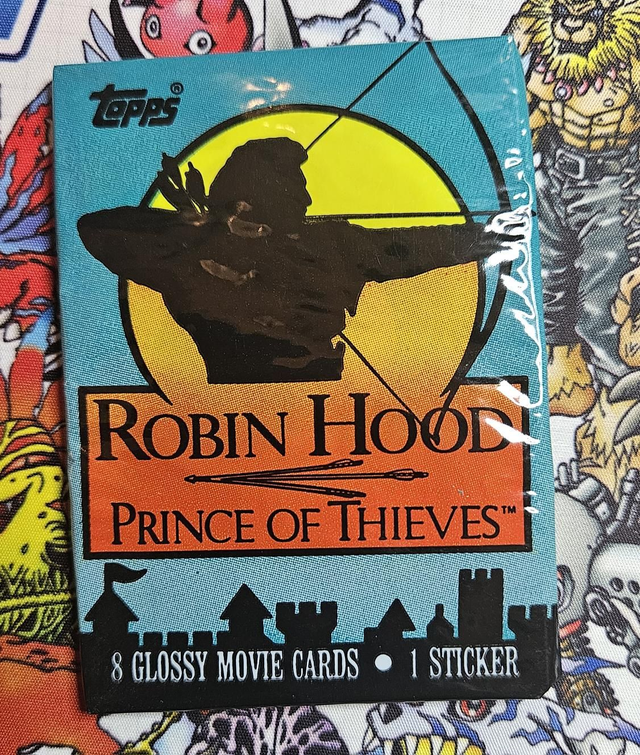 Topps®
ROBIN HOOD
PRINCE OF THIEVES™
8 GLOSSY MOVIE CARDS • 1 STICKER